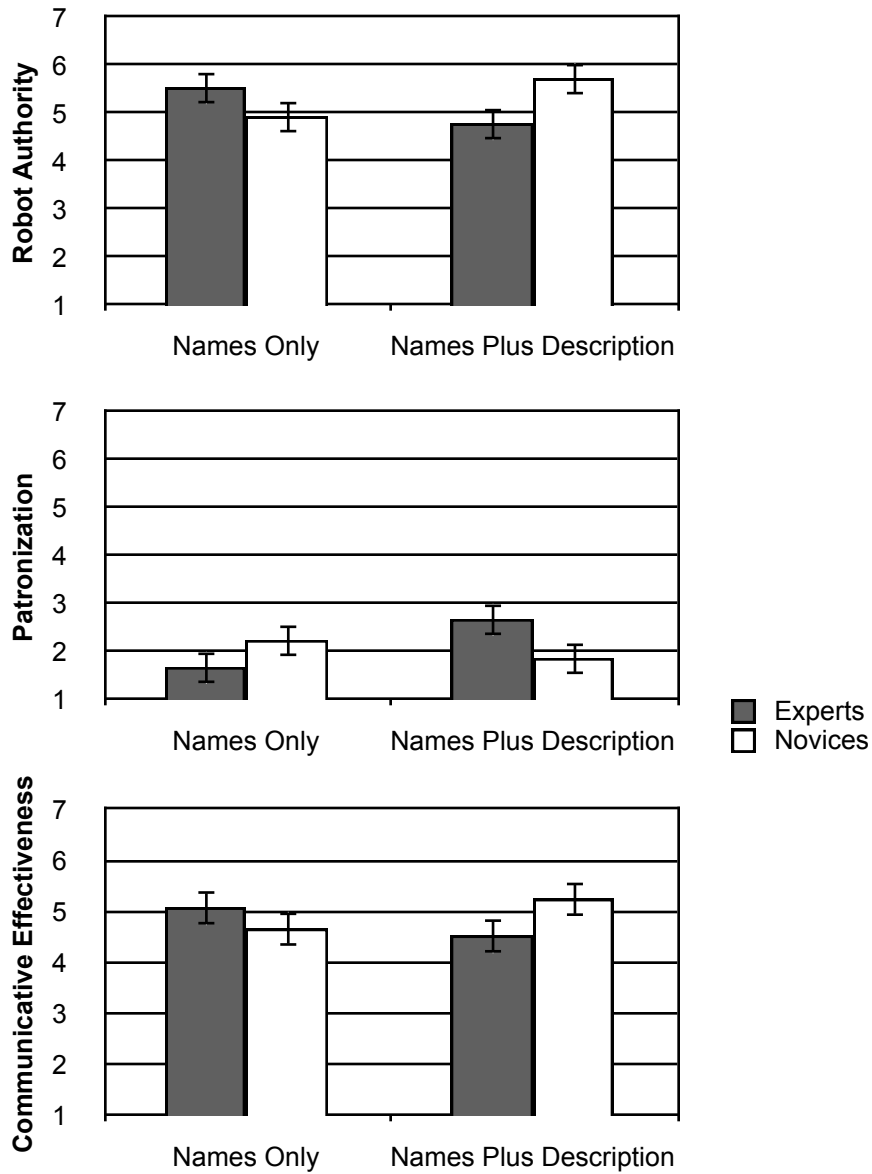 Robot Authority
7
6
5
4
3
2
1
Names Only
Names Plus Description
Patronization
7
6
5
4
3
2
1
Names Only
Names Plus Description
Experts
Novices
Communicative Effectiveness
7
6
5
4
3
2
1
Names Only
Names Plus Description